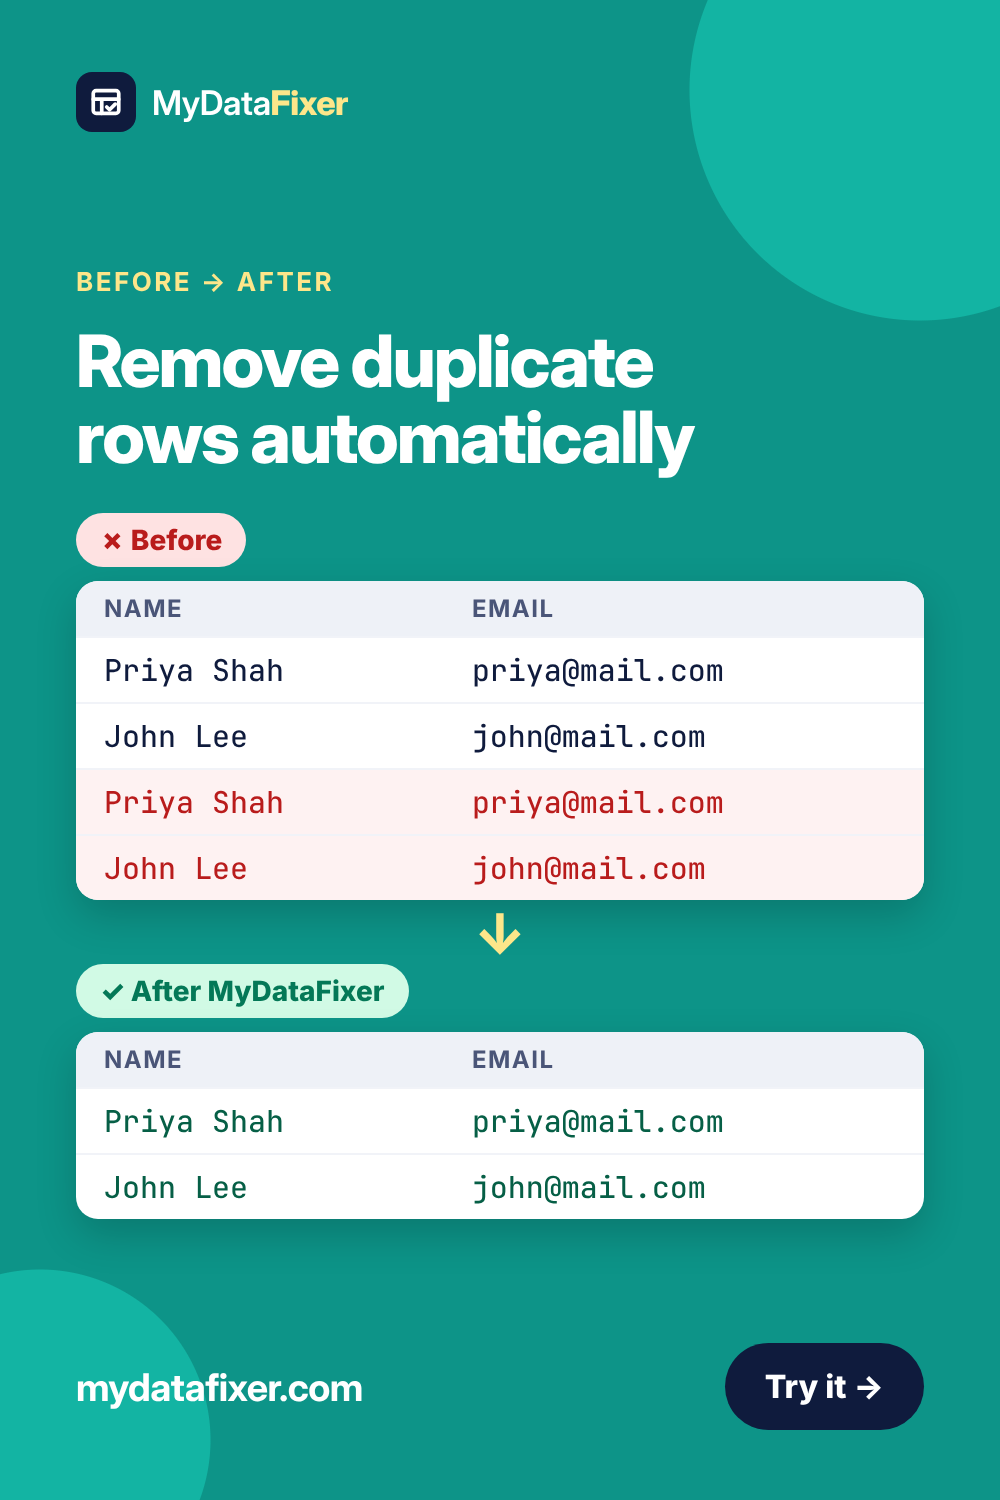 MyDataFixer
BEFORE → AFTER
Remove duplicate
rows automatically
× Before
NAME EMAIL
Priya Shah priya@mail.com
John Lee john@mail.com
Priya Shah priya@mail.com
John Lee john@mail.com
↓
✓ After MyDataFixer
NAME EMAIL
Priya Shah priya@mail.com
John Lee john@mail.com
mydatafixer.com
Try it →